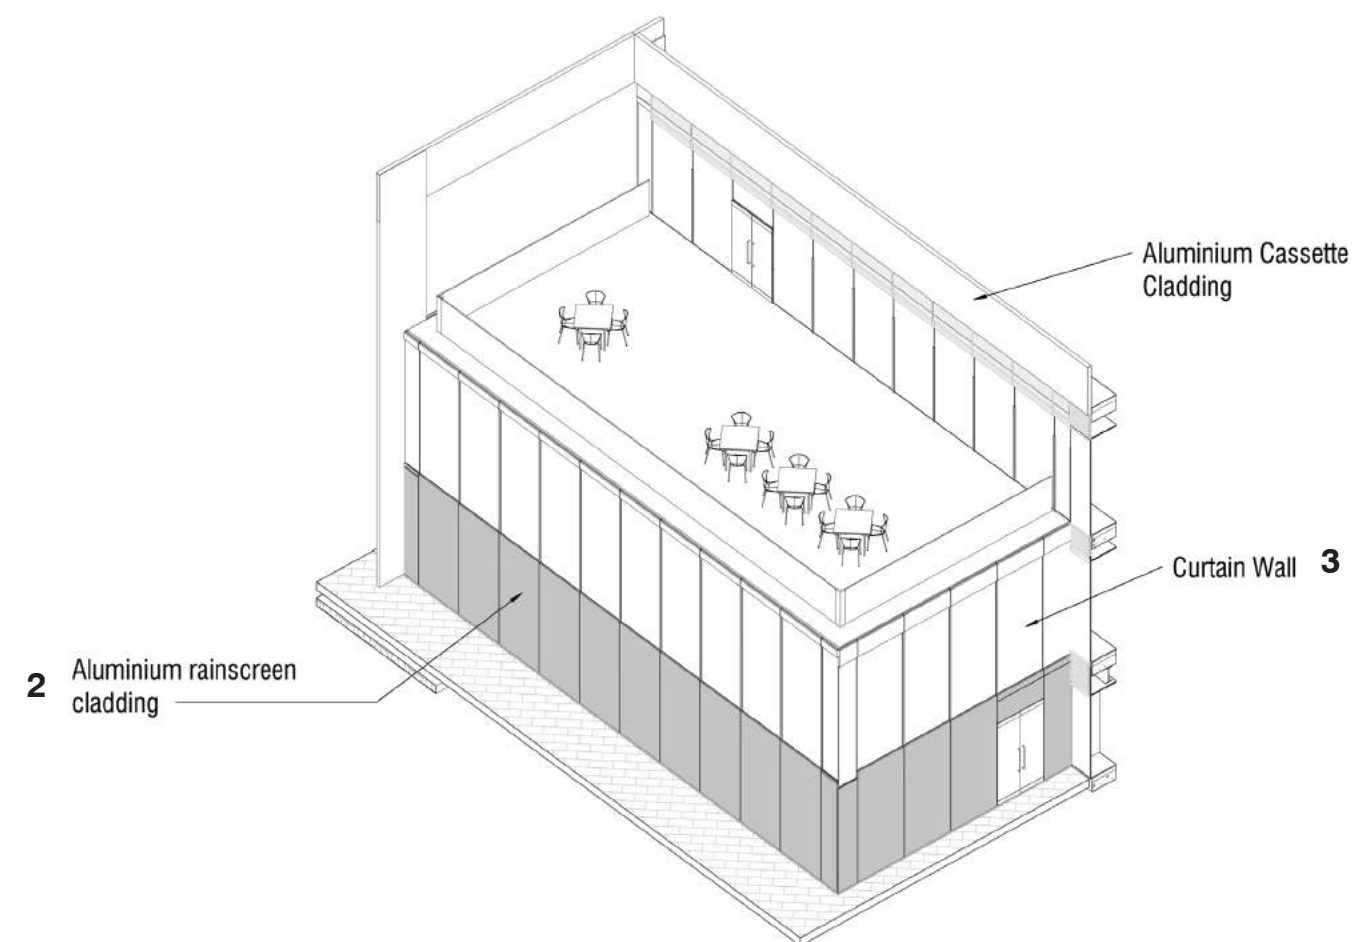 Aluminium Cassette
Cladding
Curtain Wall 3
2 Aluminium rainscreen
cladding